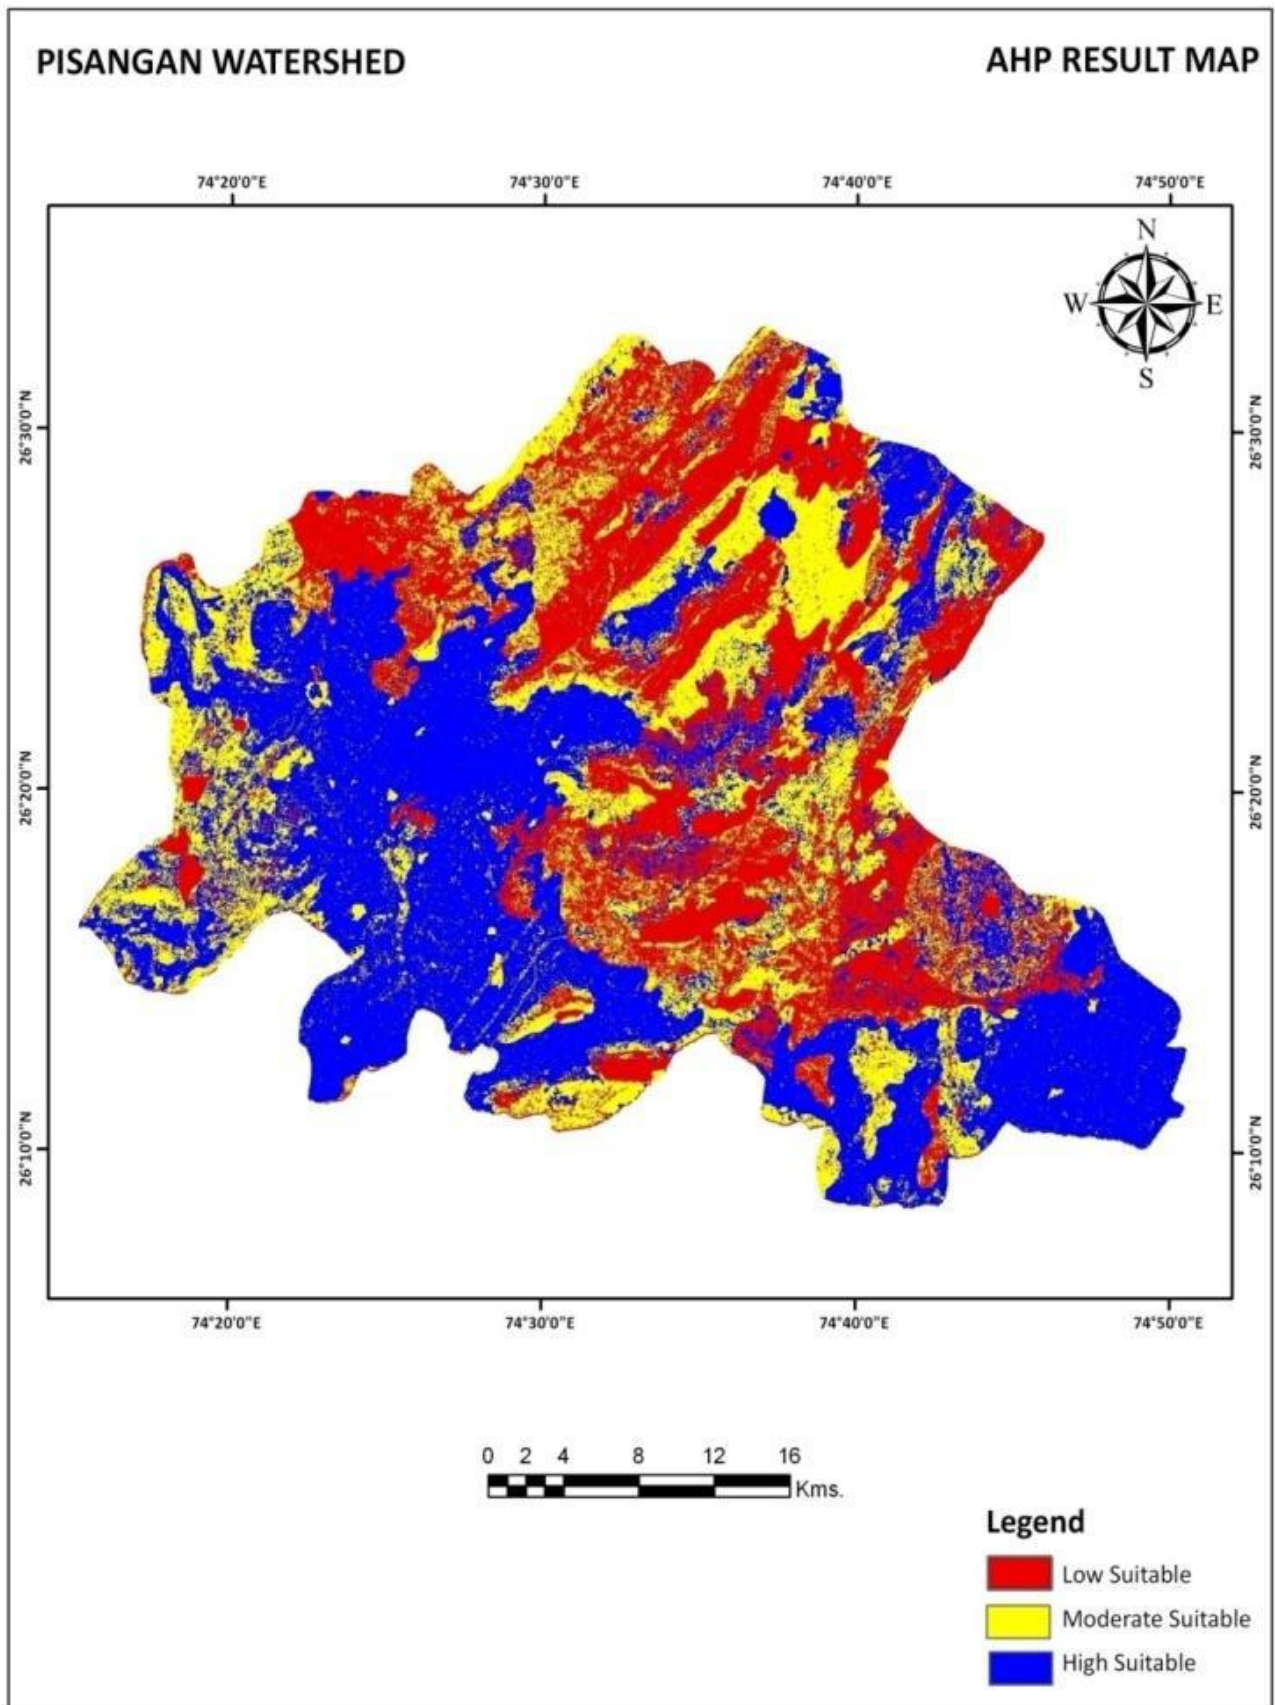 PISANGAN WATERSHED
AHP RESULT MAP
74°20'0"E 74°30'0"E 74°40'0"E 74°50'0"E
N
W E
S
26°30'0"N
26°30'0"N
26°20'0"N
26°20'0"N
26°10'0"N
26°10'0"N
74°20'0"E 74°30'0"E 74°40'0"E 74°50'0"E
0 2 4 8 12 16
Kms.
Legend
Low Suitable
Moderate Suitable
High Suitable